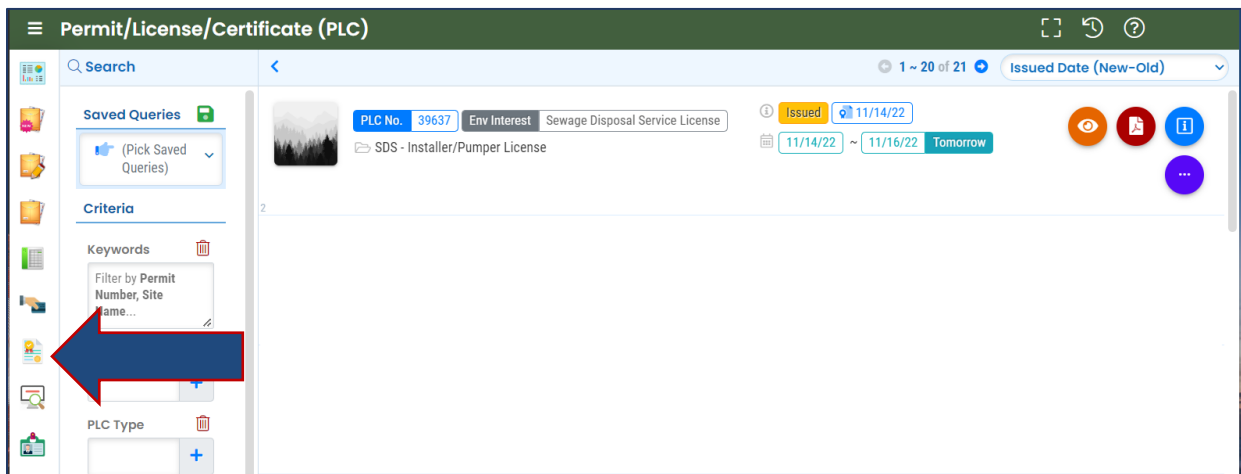 Permit/License/Certificate (PLC)
Search
1 ~ 20 of 21
Issued Date (New-Old)
Saved Queries
(Pick Saved Queries)
Criteria
Keywords
Filter by Permit
Number, Site
Name...
PLC Type
PLC No. 39637 Env Interest Sewage Disposal Service License
SDS - Installer/Pumper License
Issued 11/14/22
11/14/22 ~ 11/16/22 Tomorrow
2